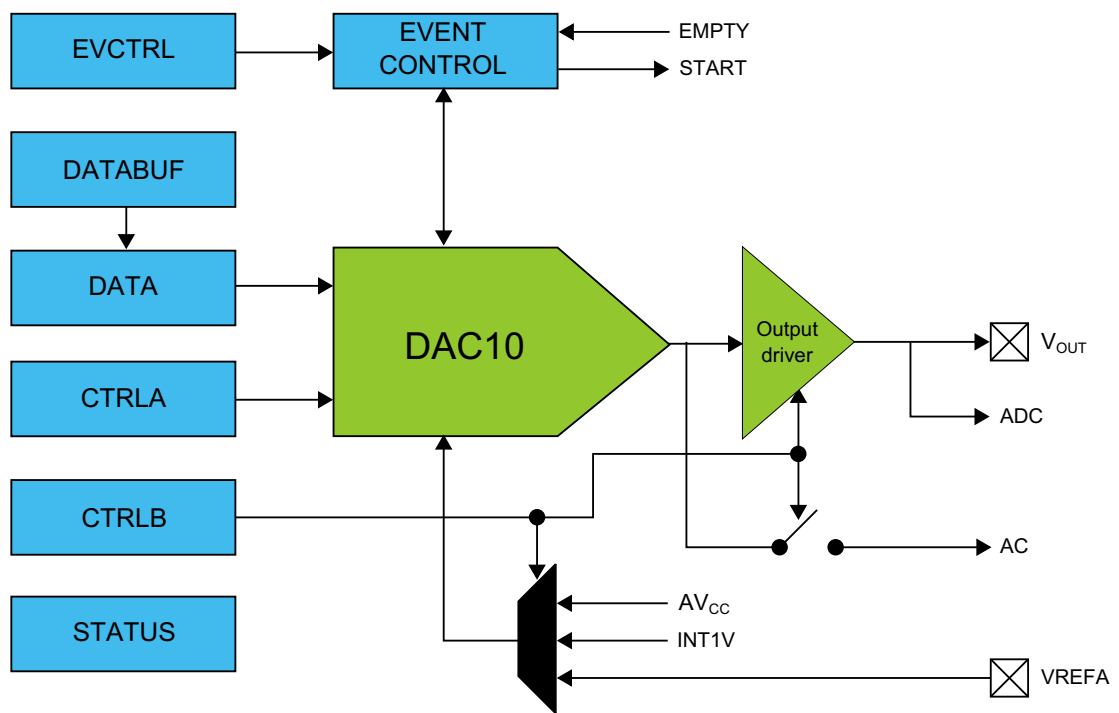 EVCTRL
EVENT
CONTROL
EMPTY
START
DATABUF
DATA
DAC10
Output
driver
VOUT
CTRLA
ADC
CTRLB
AC
AVCC
STATUS
INT1V
VREFA